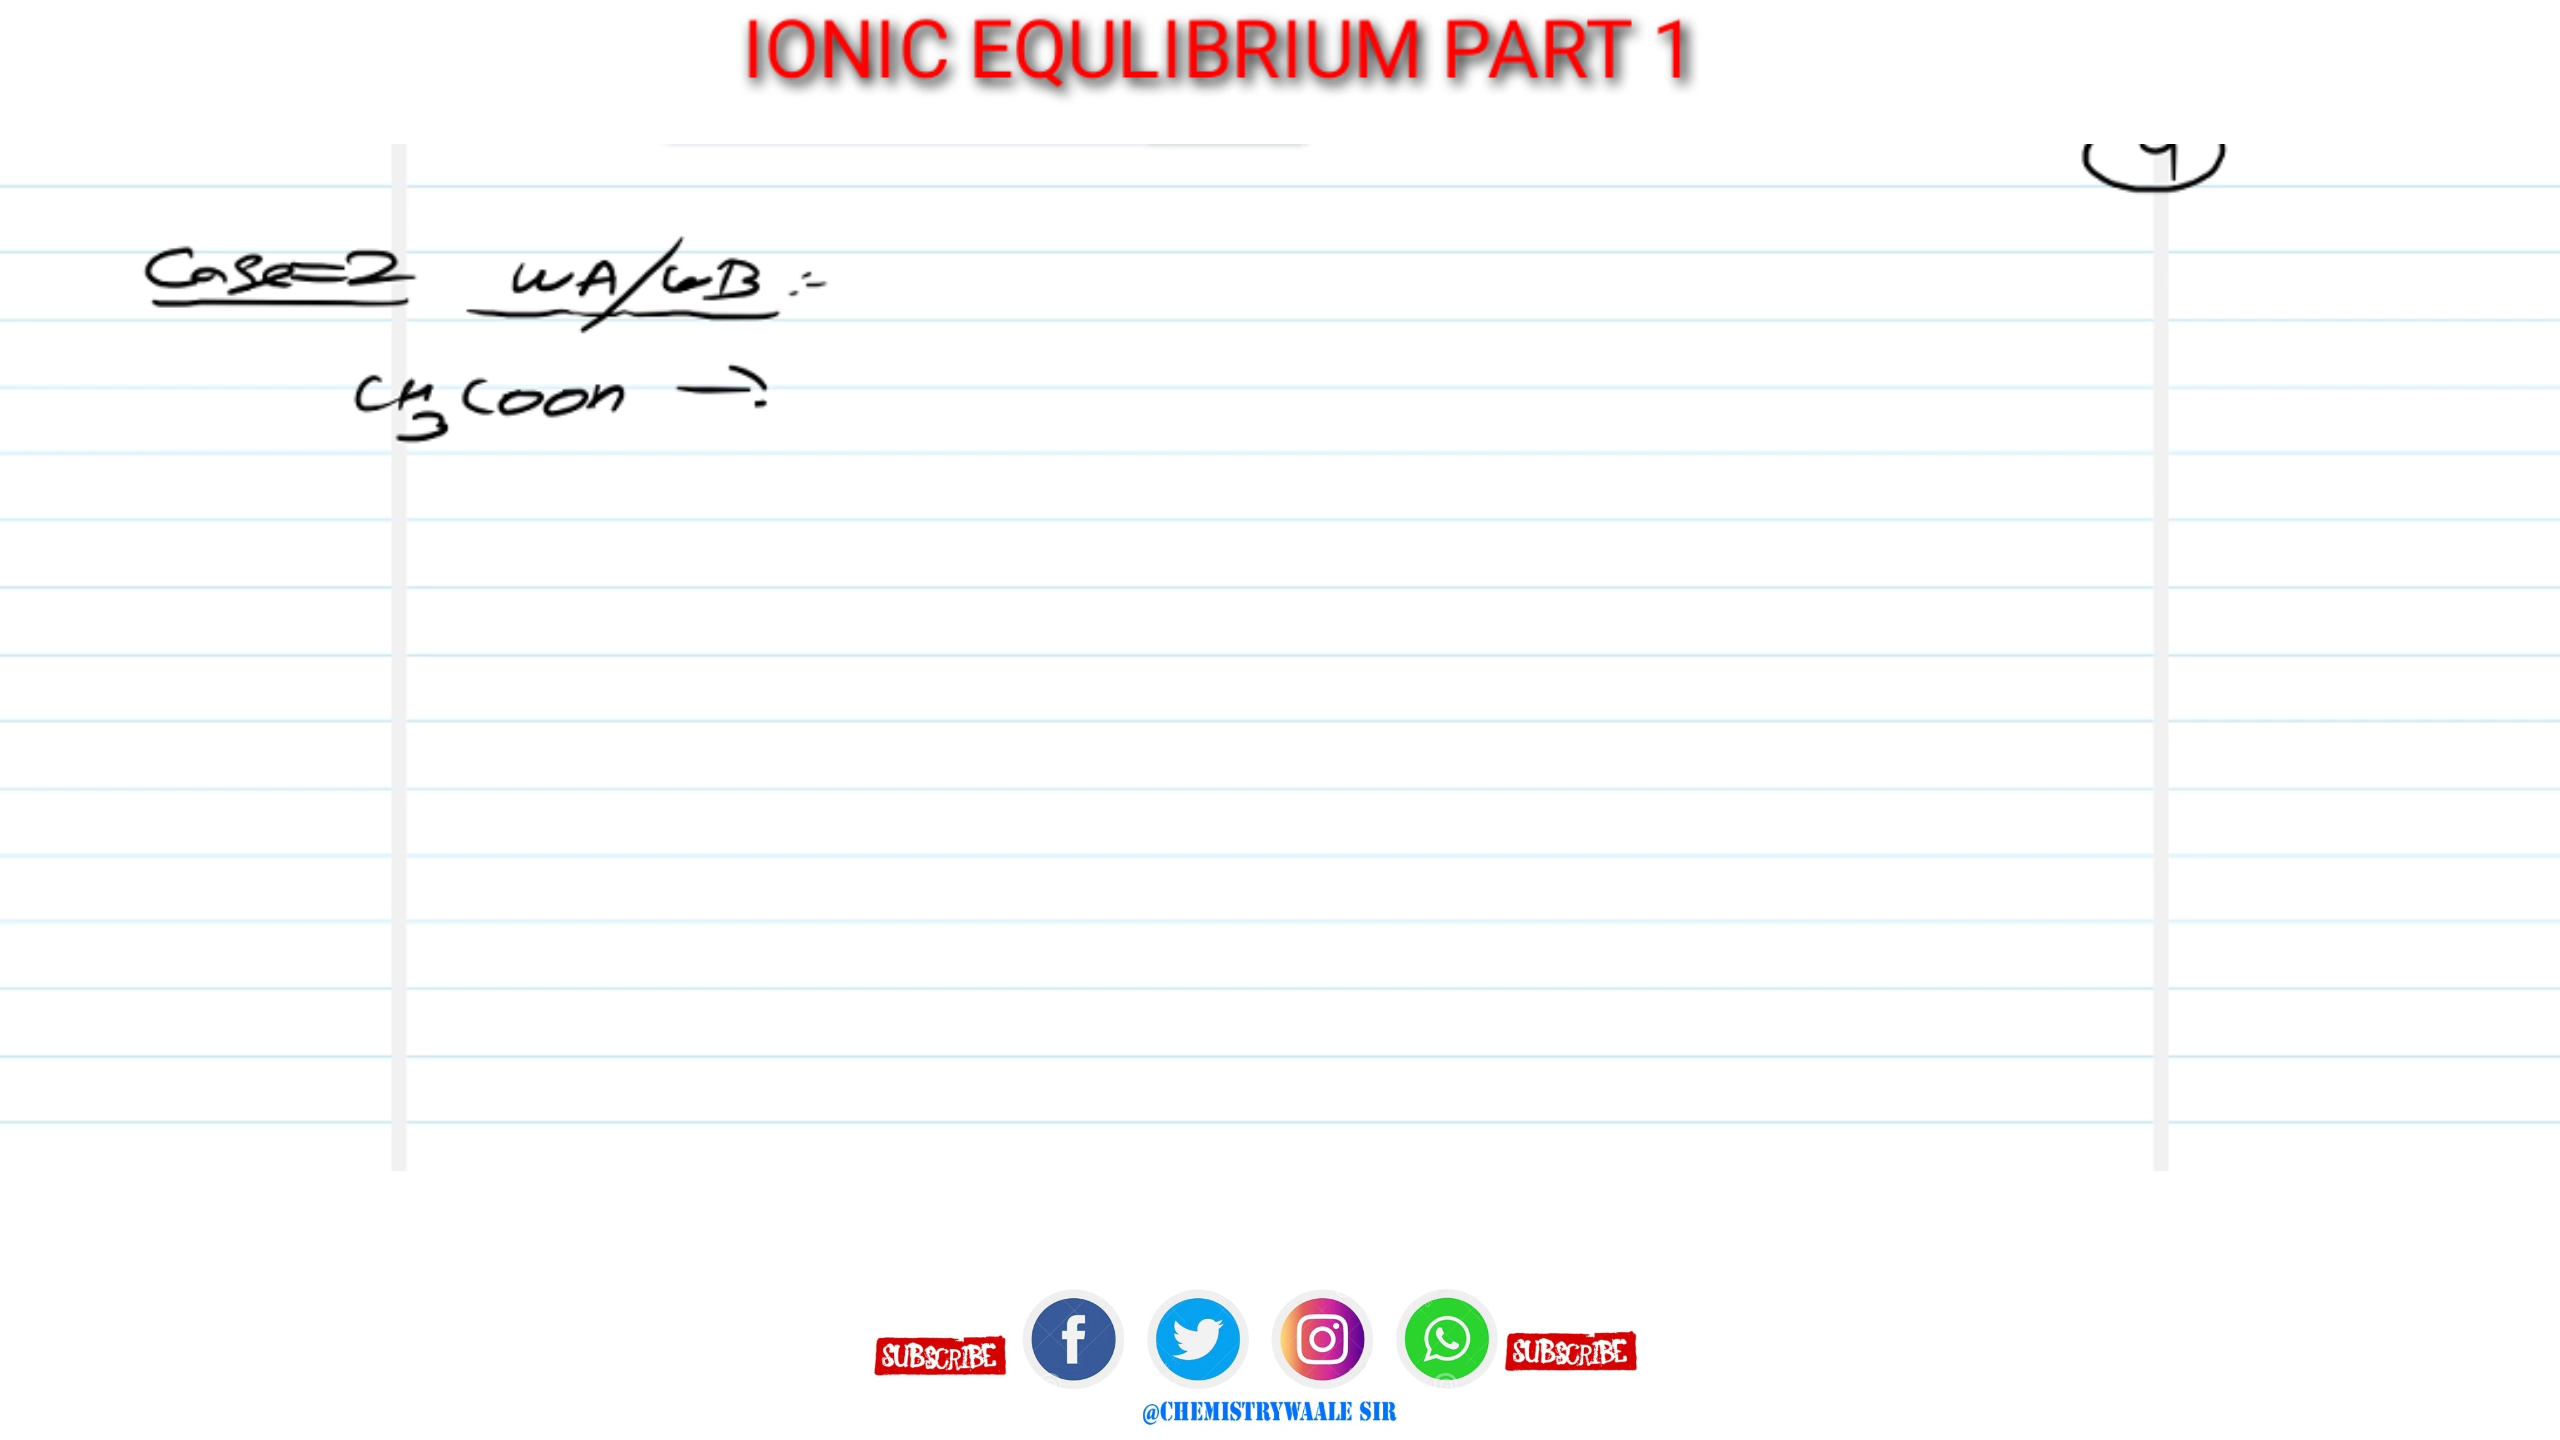 IONIC EQULIBRIUM PART 1
Case=2 WA/WB :-
CH3COOH →
SUBSCRIBE SUBSCRIBE
@CHEMISTRYWAALE SIR